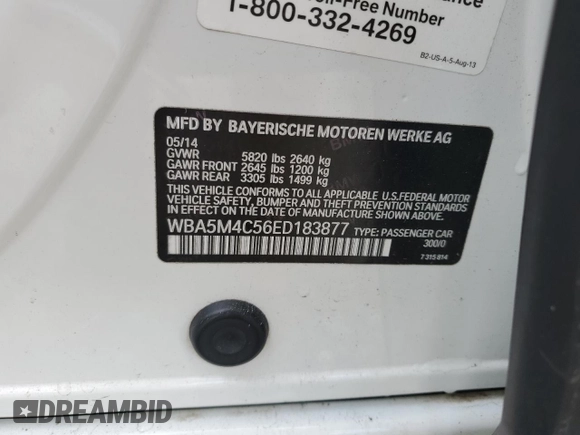 ance
oll-Free Number
1-800-332-4269
B2-US-A-5-Aug-13
MFD BY BAYERISCHE MOTOREN WERKE AG
05/14
GVWR 5820 lbs 2640 kg
GAWR FRONT 2645 lbs 1200 kg
GAWR REAR 3305 lbs 1499 kg
THIS VEHICLE CONFORMS TO ALL APPLICABLE U.S.FEDERAL MOTOR
VEHICLE SAFETY, BUMPER AND THEFT PREVENTION STANDARDS
IN EFFECT ON THE DATE OF MANUFACTURE SHOWN ABOVE.
WBA5M4C56ED183877 TYPE: PASSENGER CAR
300/0
7 315 814
DREAMBID